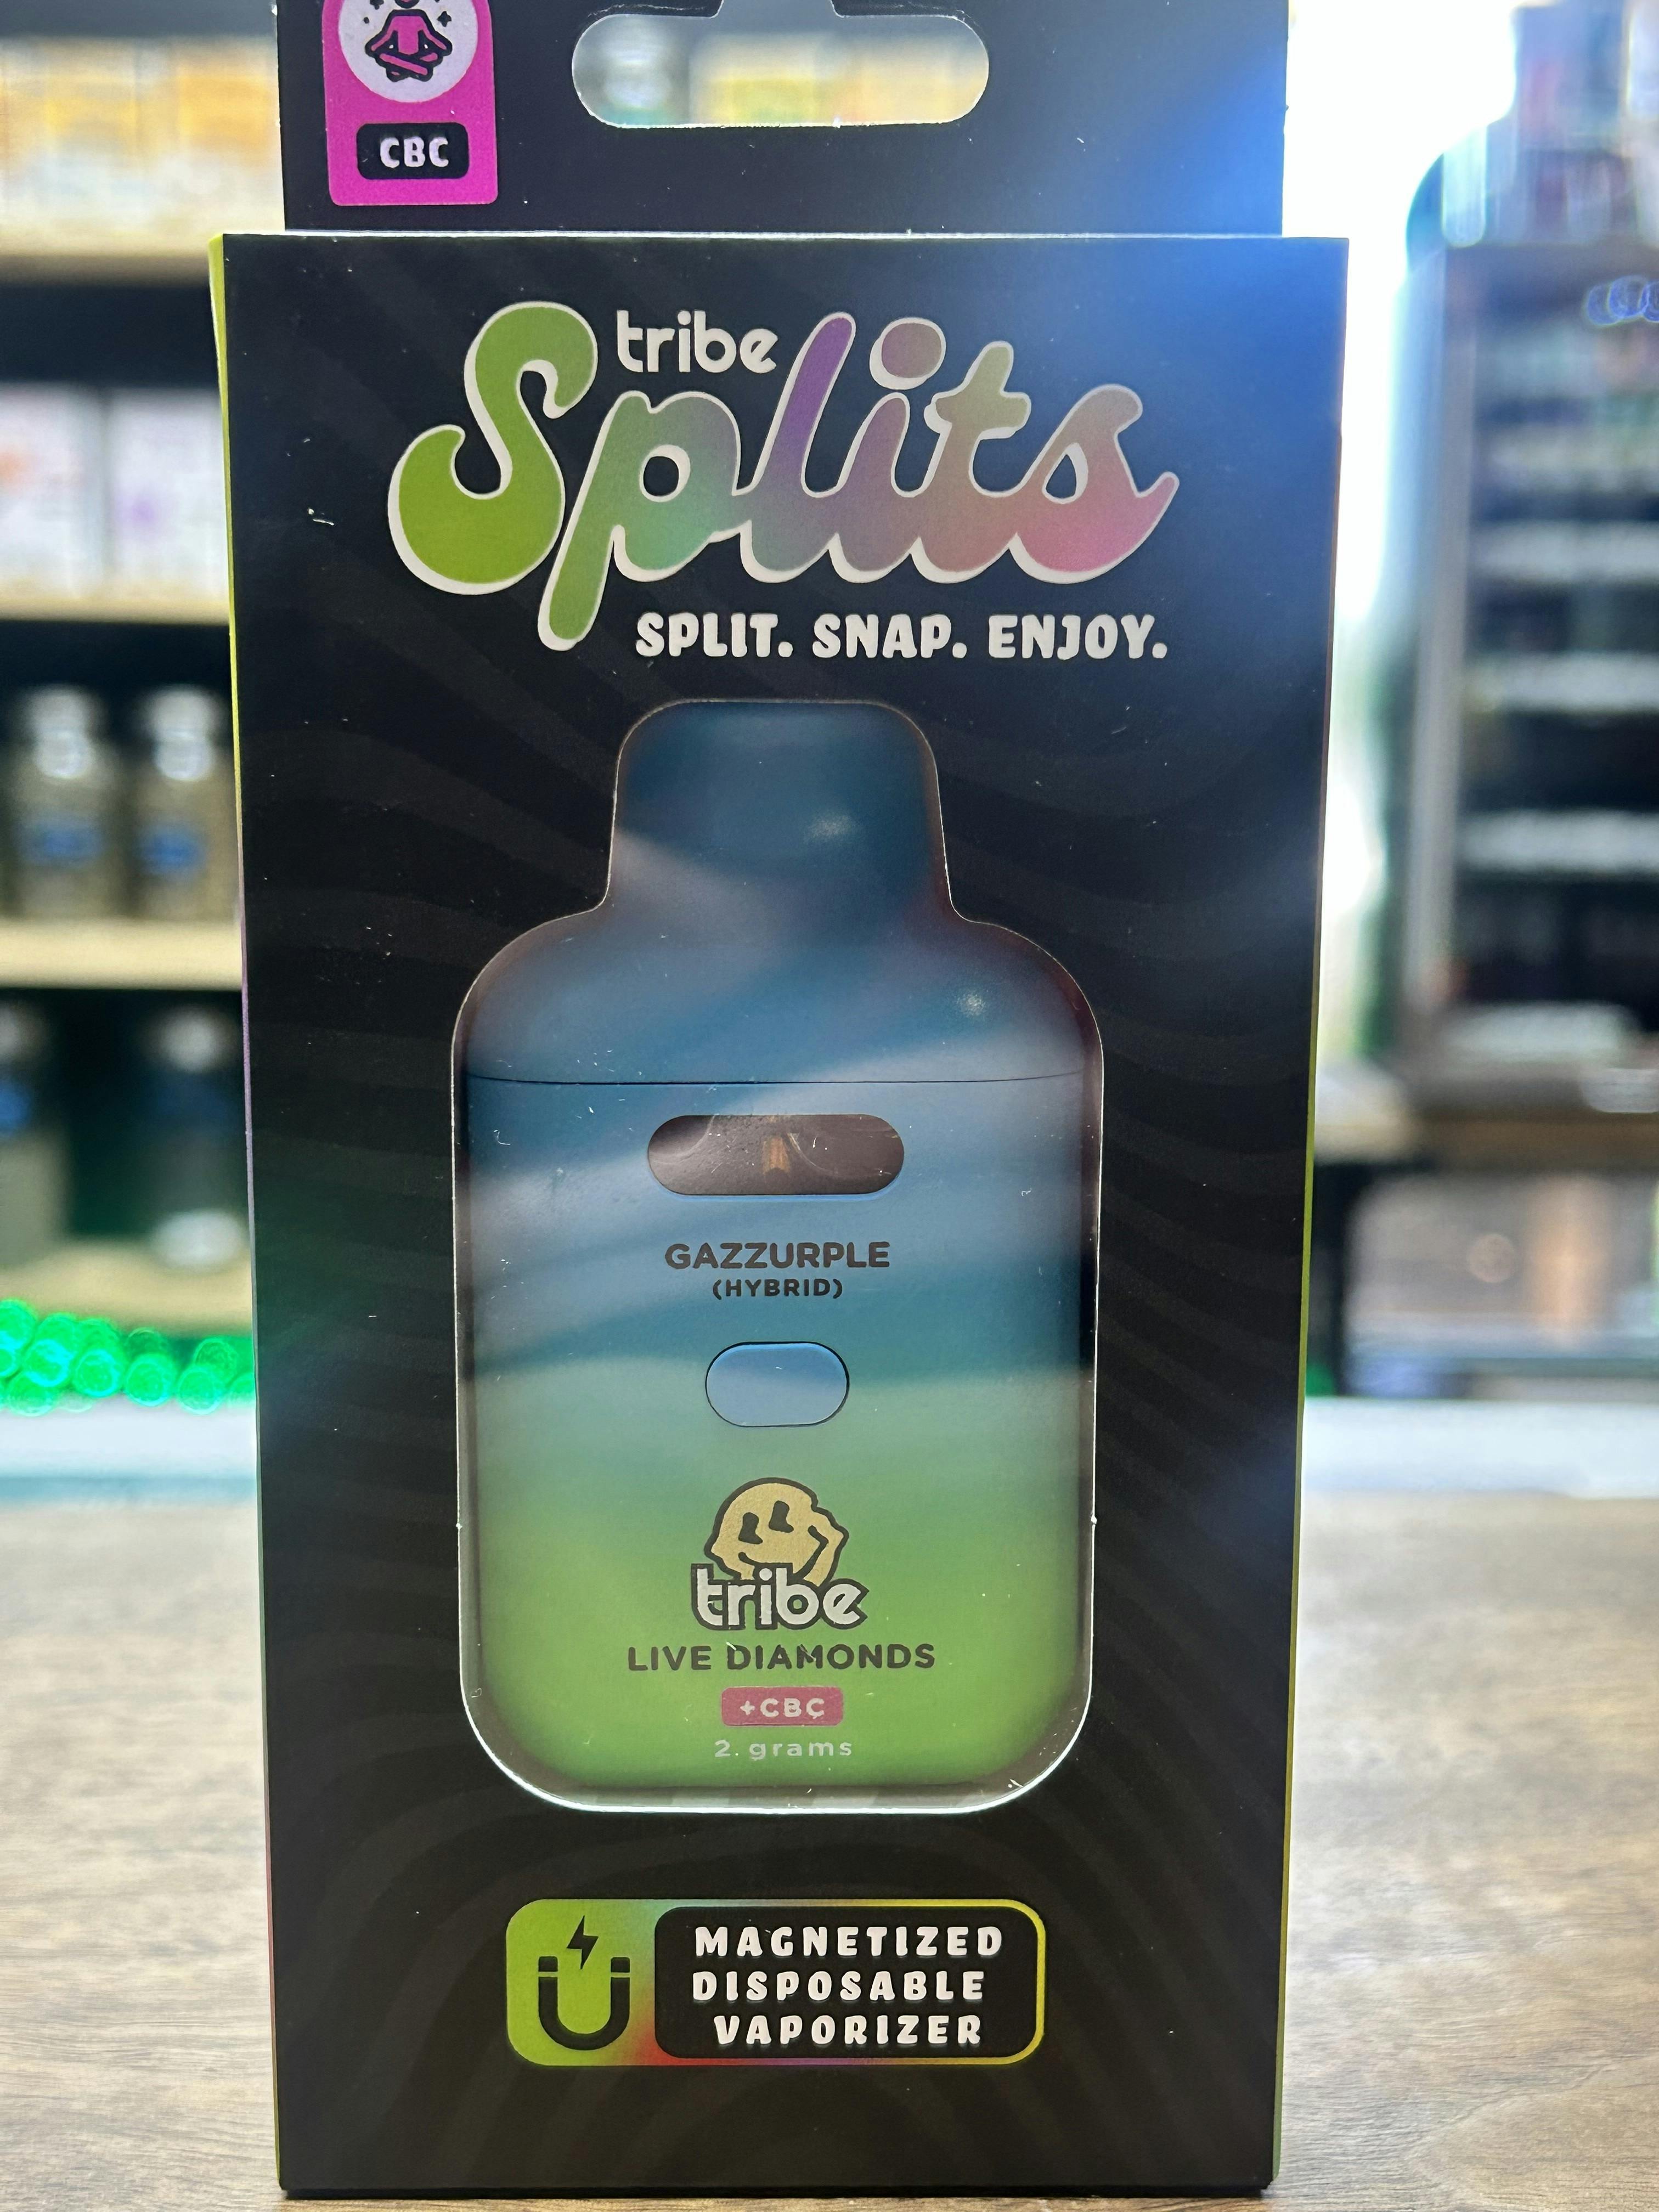 CBC
tribe
Splits
SPLIT. SNAP. ENJOY.
GAZZURPLE
(HYBRID)
tribe
LIVE DIAMONDS
+CBC
2. grams
MAGNETIZED
DISPOSABLE
VAPORIZER